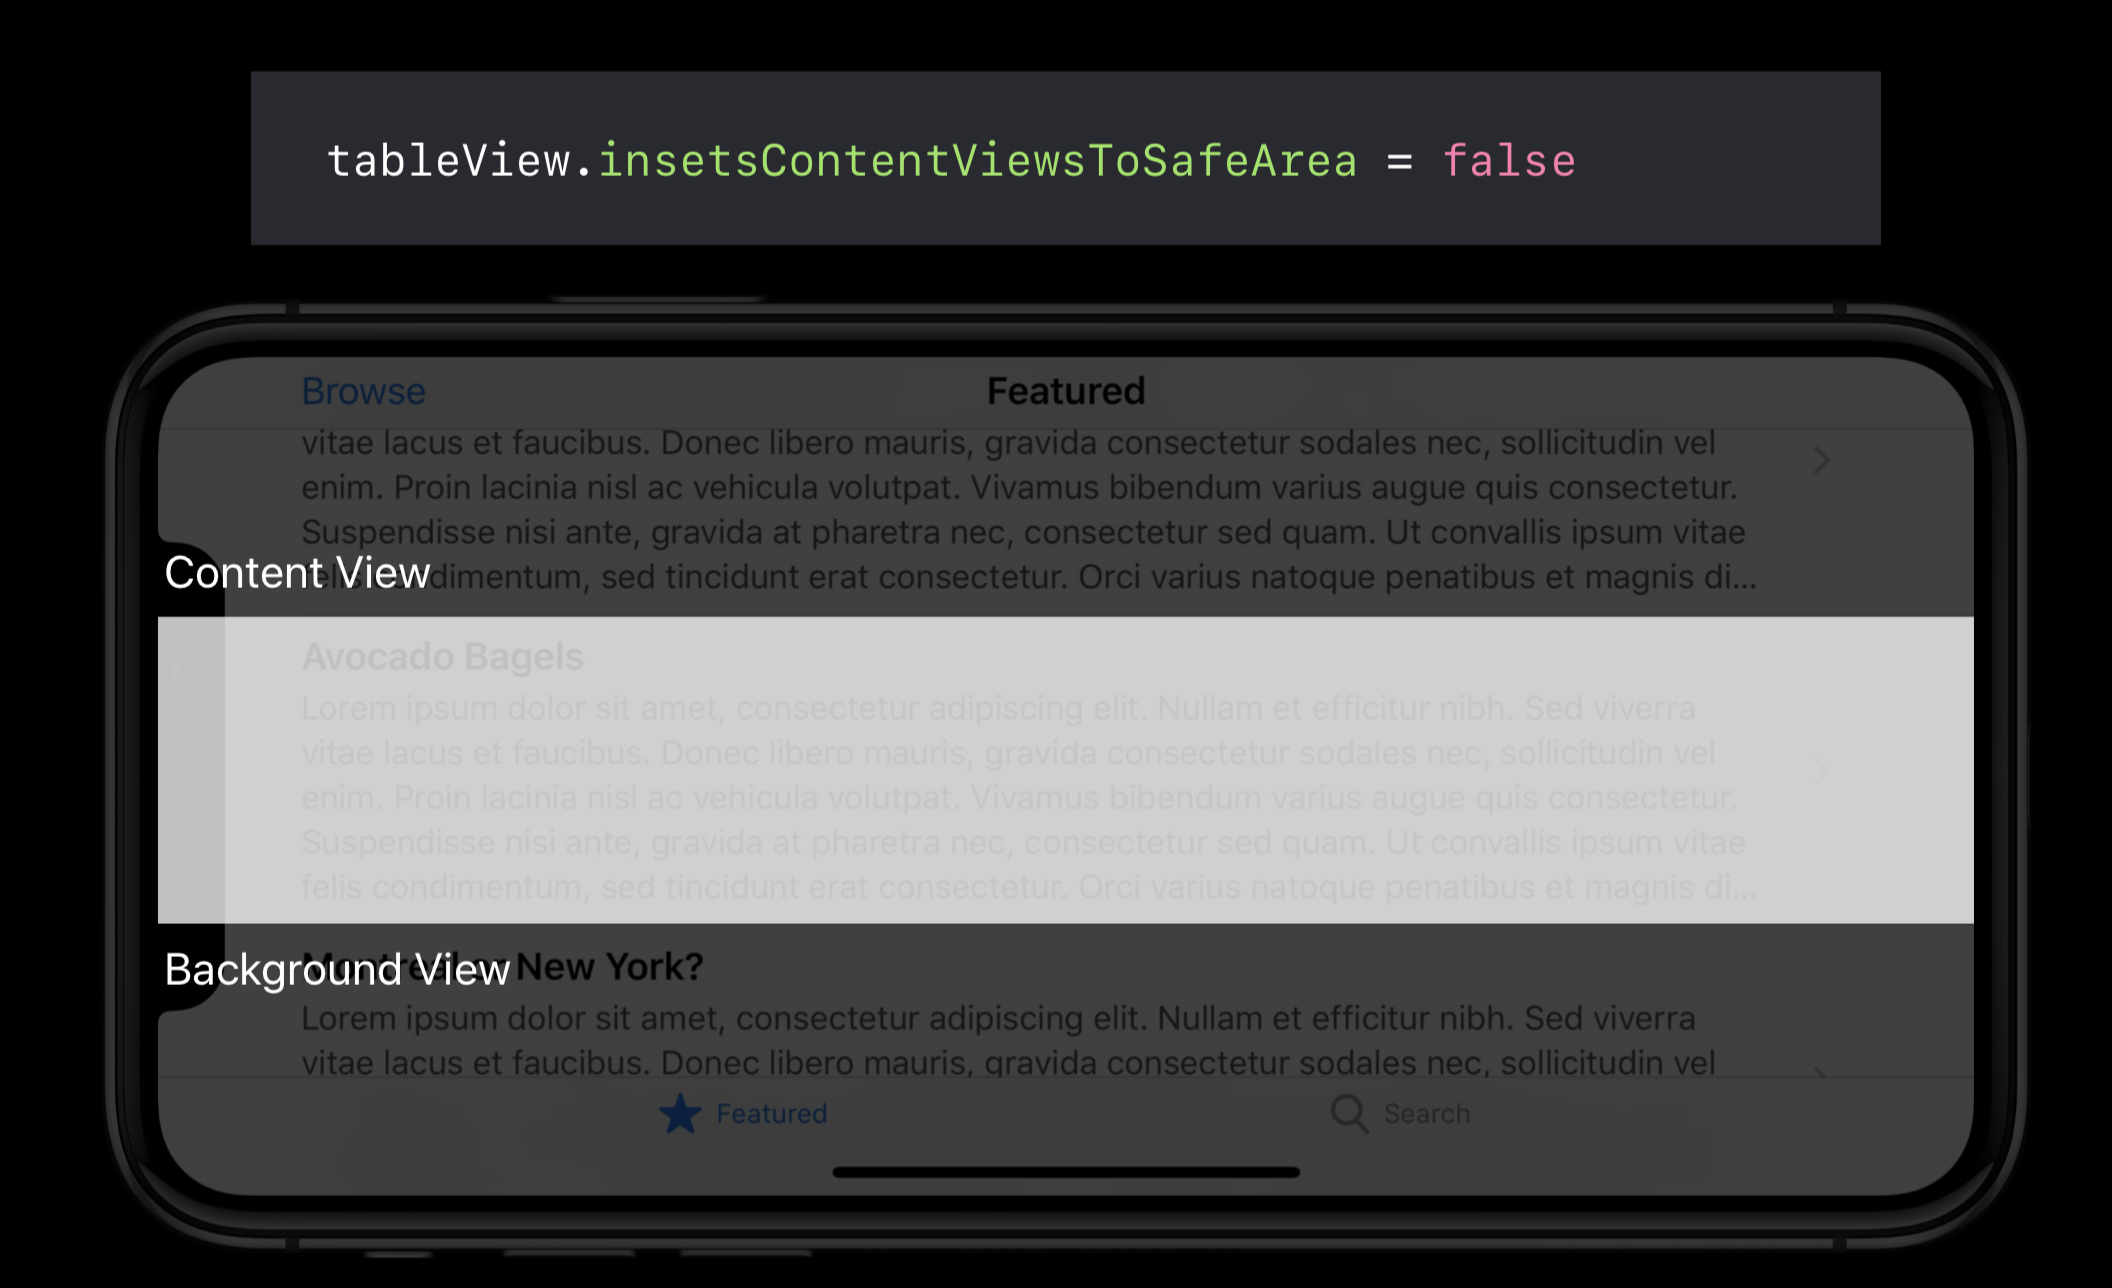 tableView.insetsContentViewsToSafeArea = false
Browse
Featured
vitae lacus et faucibus. Donec libero mauris, gravida consectetur sodales nec, sollicitudin vel
enim. Proin lacinia nisl ac vehicula volutpat. Vivamus bibendum varius augue quis consectetur.
Suspendisse nisi ante, gravida at pharetra nec, consectetur sed quam. Ut convallis ipsum vitae
Content View
dimentum, sed tincidunt erat consectetur. Orci varius natoque penatibus et magnis di...
Avocado Bagels
Lorem ipsum dolor sit amet, consectetur adipiscing elit. Nullam et efficitur nibh. Sed viverra
vitae lacus et faucibus. Donec libero mauris, gravida consectetur sodales nec, sollicitudin vel
enim. Proin lacinia nisl ac vehicula volutpat. Vivamus bibendum varius augue quis consectetur.
Suspendisse nisi ante, gravida at pharetra nec, consectetur sed quam. Ut convallis ipsum vitae
felis condimentum, sed tincidunt erat consectetur. Orci varius natoque penatibus et magnis di...
Background View
New York?
Lorem ipsum dolor sit amet, consectetur adipiscing elit. Nullam et efficitur nibh. Sed viverra
vitae lacus et faucibus. Donec libero mauris, gravida consectetur sodales nec, sollicitudin vel
Featured
Search